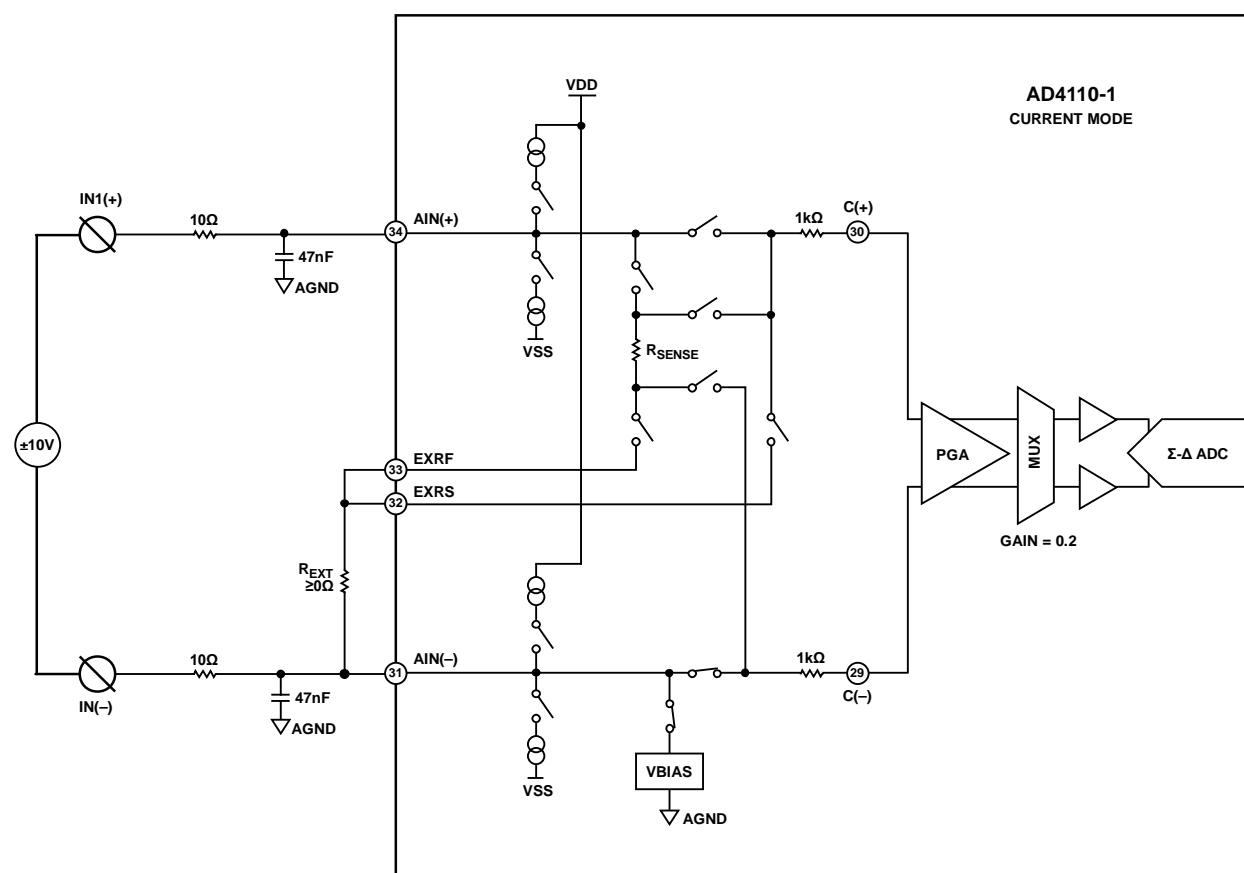 AD4110-1
CURRENT MODE
VDD
IN1(+)
10Ω
47nF
AGND
34
AIN(+)
VSS
RSENSE
1kΩ
C(+)
30
±10V
33
EXRF
32
EXRS
REXT
≥0Ω
PGA
MUX
Σ-Δ ADC
GAIN = 0.2
IN(–)
10Ω
47nF
AGND
31
AIN(–)
VSS
VBIAS
AGND
1kΩ
29
C(–)